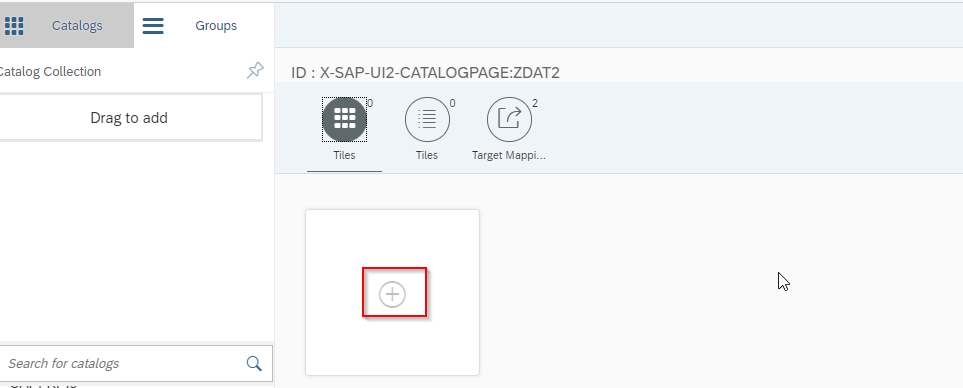 Catalogs
Groups
Catalog Collection
Drag to add
ID : X-SAP-UI2-CATALOGPAGE:ZDAT2
0
0
2
Tiles
Tiles
Target Mappi...
Search for catalogs